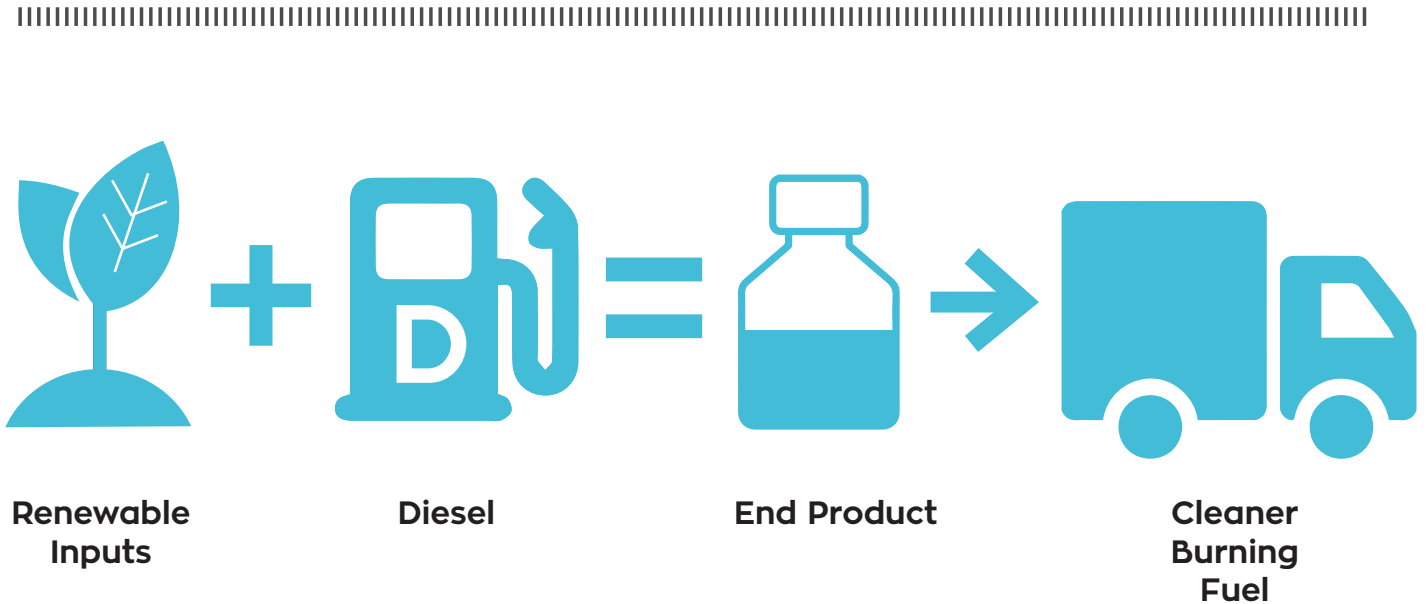 D
Renewable
Inputs
Diesel
End Product
Cleaner
Burning
Fuel